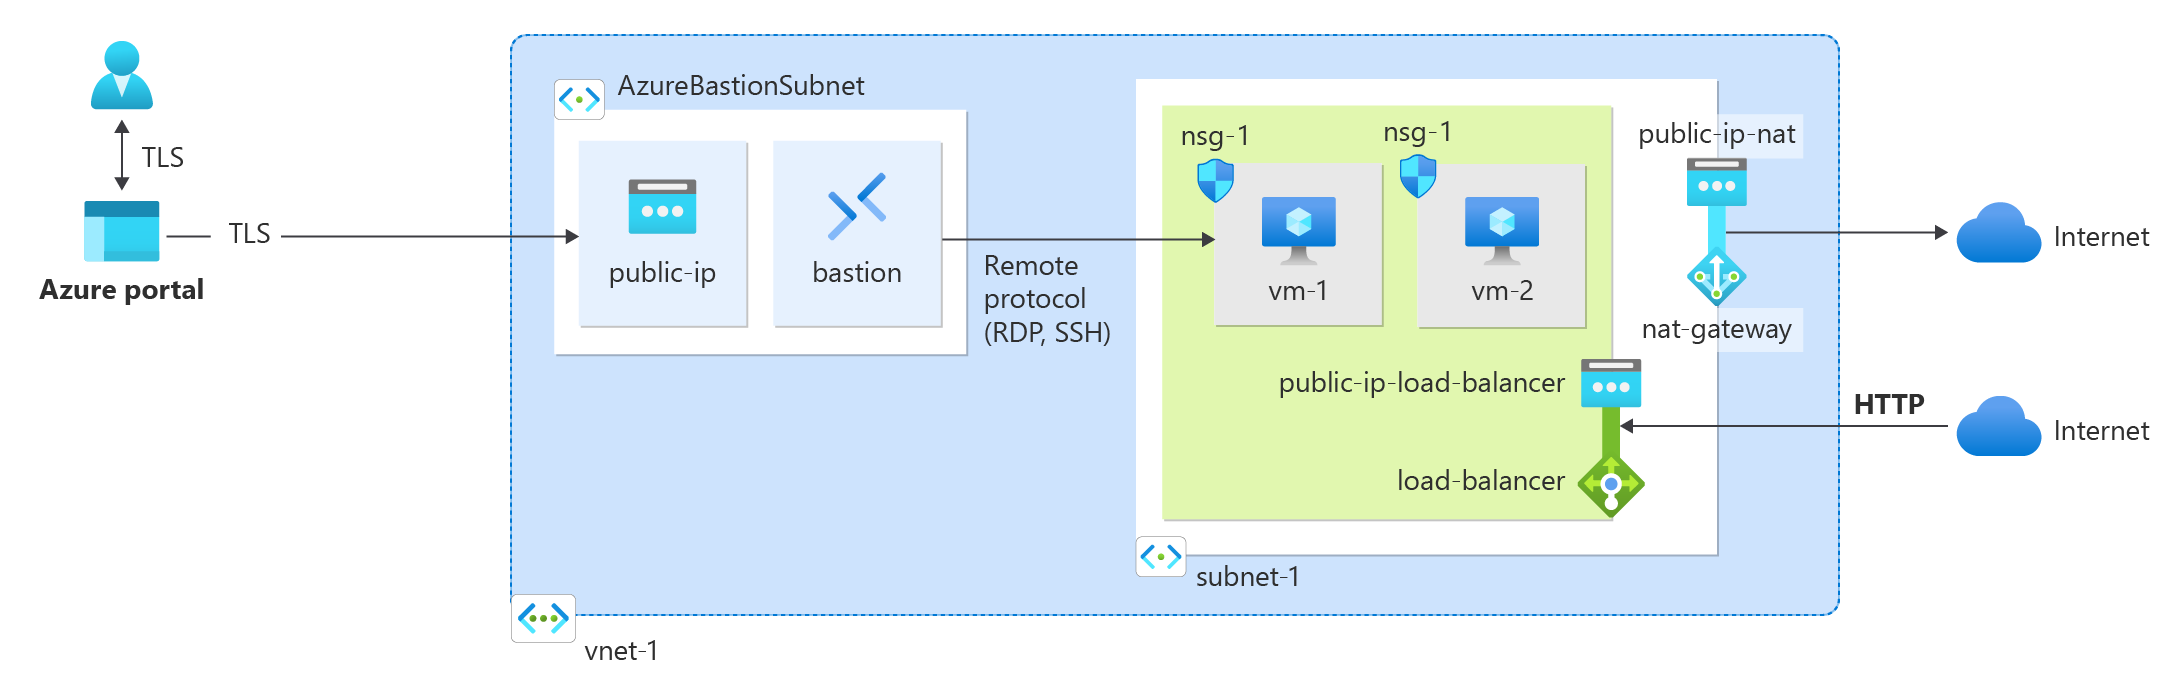 TLS
TLS
Azure portal
AzureBastionSubnet
public-ip
bastion
Remote
protocol
(RDP, SSH)
nsg-1
nsg-1
vm-1
vm-2
public-ip-nat
nat-gateway
Internet
public-ip-load-balancer
load-balancer
HTTP
Internet
subnet-1
vnet-1